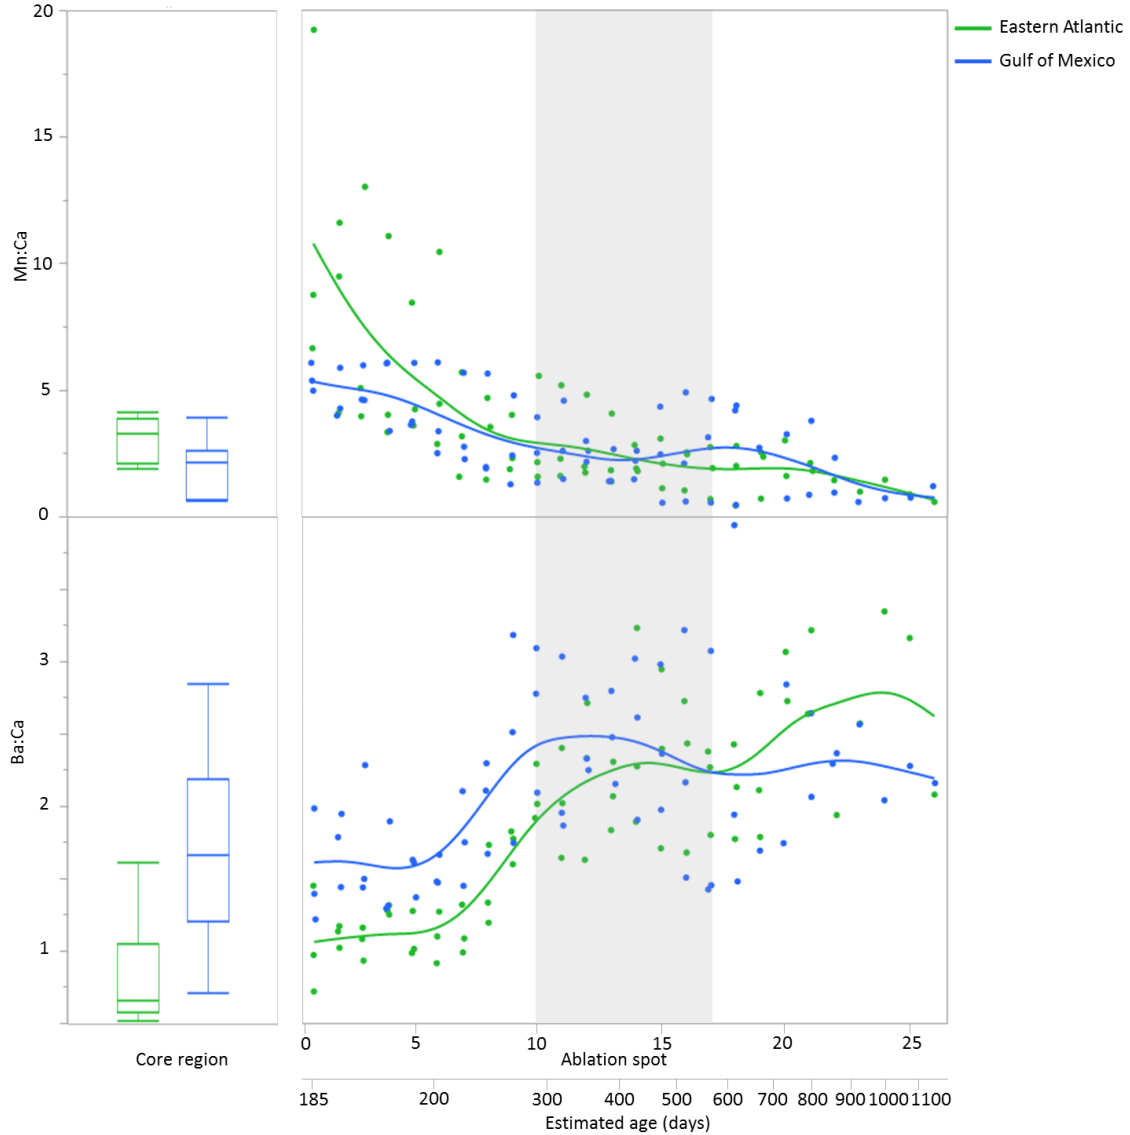 20
Eastern Atlantic
Gulf of Mexico
15
Mn:Ca
10
5
0
3
Ba:Ca
2
1
0 5 10 15 20 25
Core region
Ablation spot
185 200 300 400 500 600 700 800 900 1000 1100
Estimated age (days)